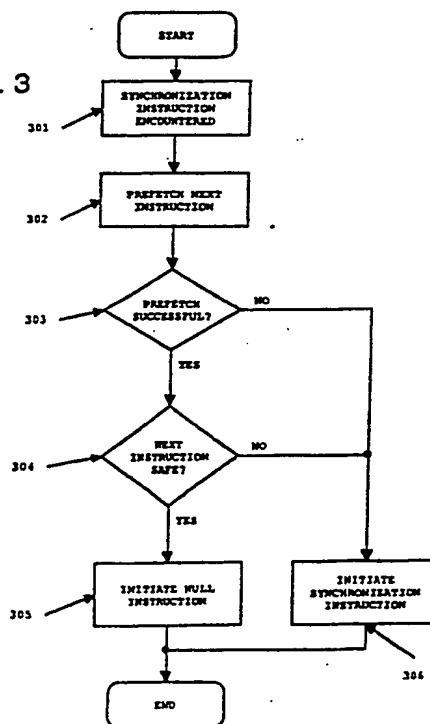 START
. 3
SYNCHRONIZATION
INSTRUCTION
ENCOUNTERED
301
PREFETCH NEXT
INSTRUCTION
302
PREFETCH
SUCCESSFUL?
NO
303
YES
NEXT
INSTRUCTION
SAFE?
NO
304
YES
INITIATE NULL
INSTRUCTION
INITIATE
SYNCHRONIZATION
INSTRUCTION
305
306
END